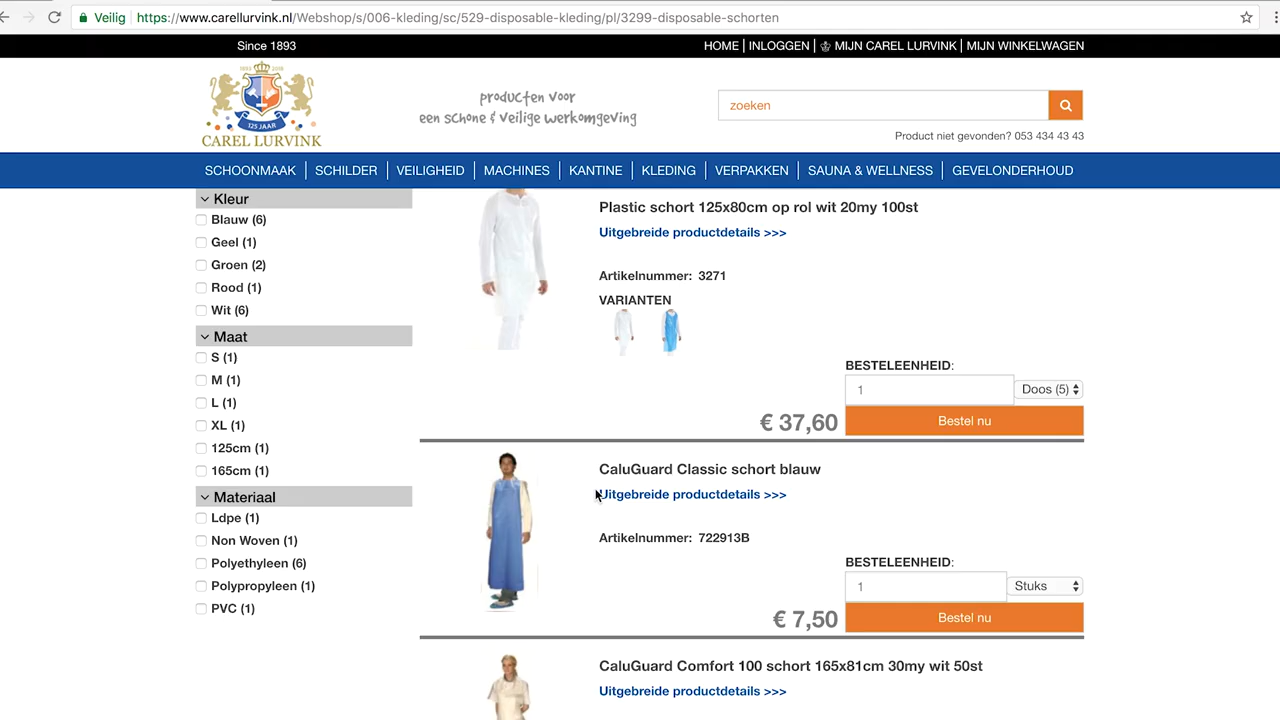 Veilig
https://www.carellurvink.nl/Webshop/s/006-kleding/sc/529-disposable-kleding/pl/3299-disposable-schorten
Since 1893
HOME | INLOGGEN | MIJN CAREL LURVINK | MIJN WINKELWAGEN
125 JAAR
CAREL LURVINK
producten voor
een schone & veilige werkomgeving
zoeken
Product niet gevonden? 053 434 43 43
SCHOONMAAK | SCHILDER | VEILIGHEID | MACHINES | KANTINE | KLEDING | VERPAKKEN | SAUNA & WELLNESS | GEVELONDERHOUD
Kleur
Blauw (6)
Geel (1)
Groen (2)
Rood (1)
Wit (6)
Maat
S (1)
M (1)
L (1)
XL (1)
125cm (1)
165cm (1)
Materiaal
Ldpe (1)
Non Woven (1)
Polyethyleen (6)
Polypropyleen (1)
PVC (1)
Plastic schort 125x80cm op rol wit 20my 100st
Uitgebreide productdetails >>>
Artikelnummer: 3271
VARIANTEN
BESTELEENHEID:
1
Doos (5)
€ 37,60
Bestel nu
CaluGuard Classic schort blauw
Uitgebreide productdetails >>>
Artikelnummer: 722913B
BESTELEENHEID:
1
Stuks
€ 7,50
Bestel nu
CaluGuard Comfort 100 schort 165x81cm 30my wit 50st
Uitgebreide productdetails >>>